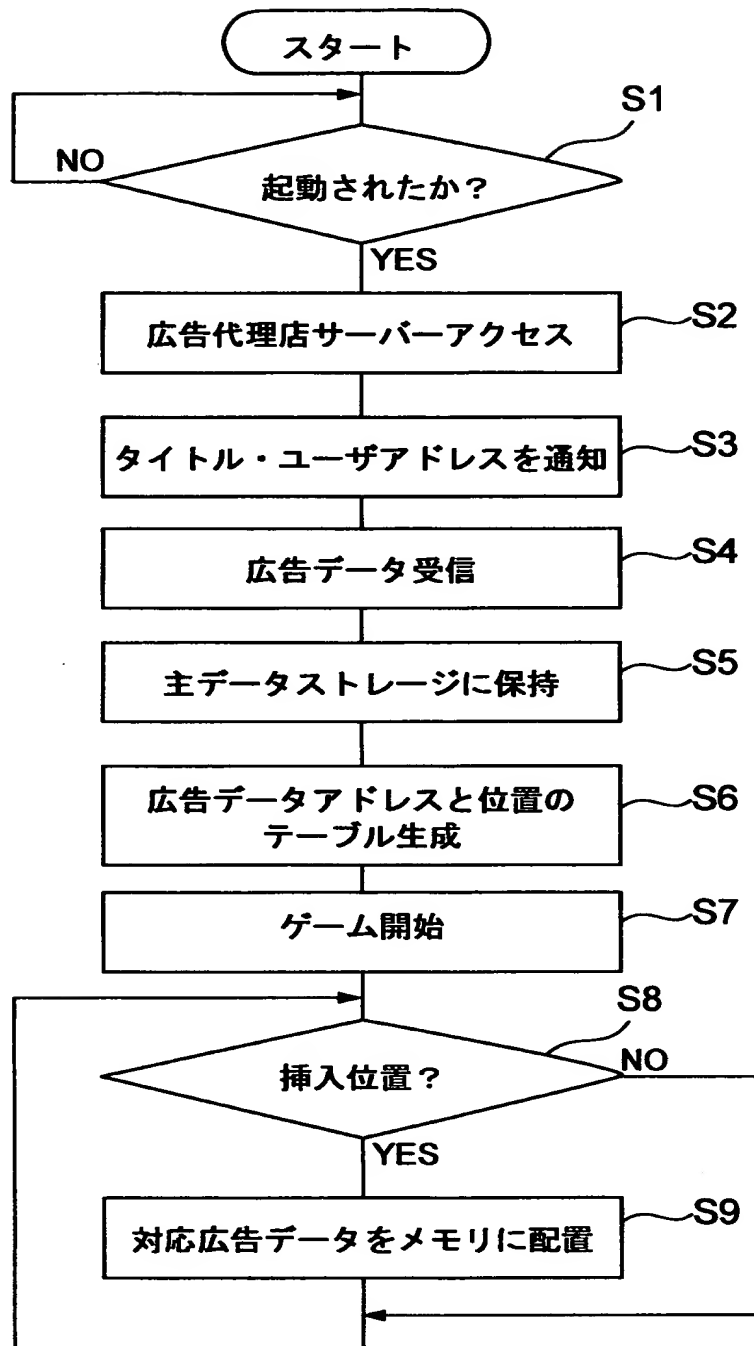 スタート
S1
NO
起動されたか？
YES
広告代理店サーバーアクセス
S2
タイトル・ユーザアドレスを通知
S3
広告データ受信
S4
主データストレージに保持
S5
広告データアドレスと位置の
テーブル生成
S6
ゲーム開始
S7
S8
挿入位置？
NO
YES
対応広告データをメモリに配置
S9